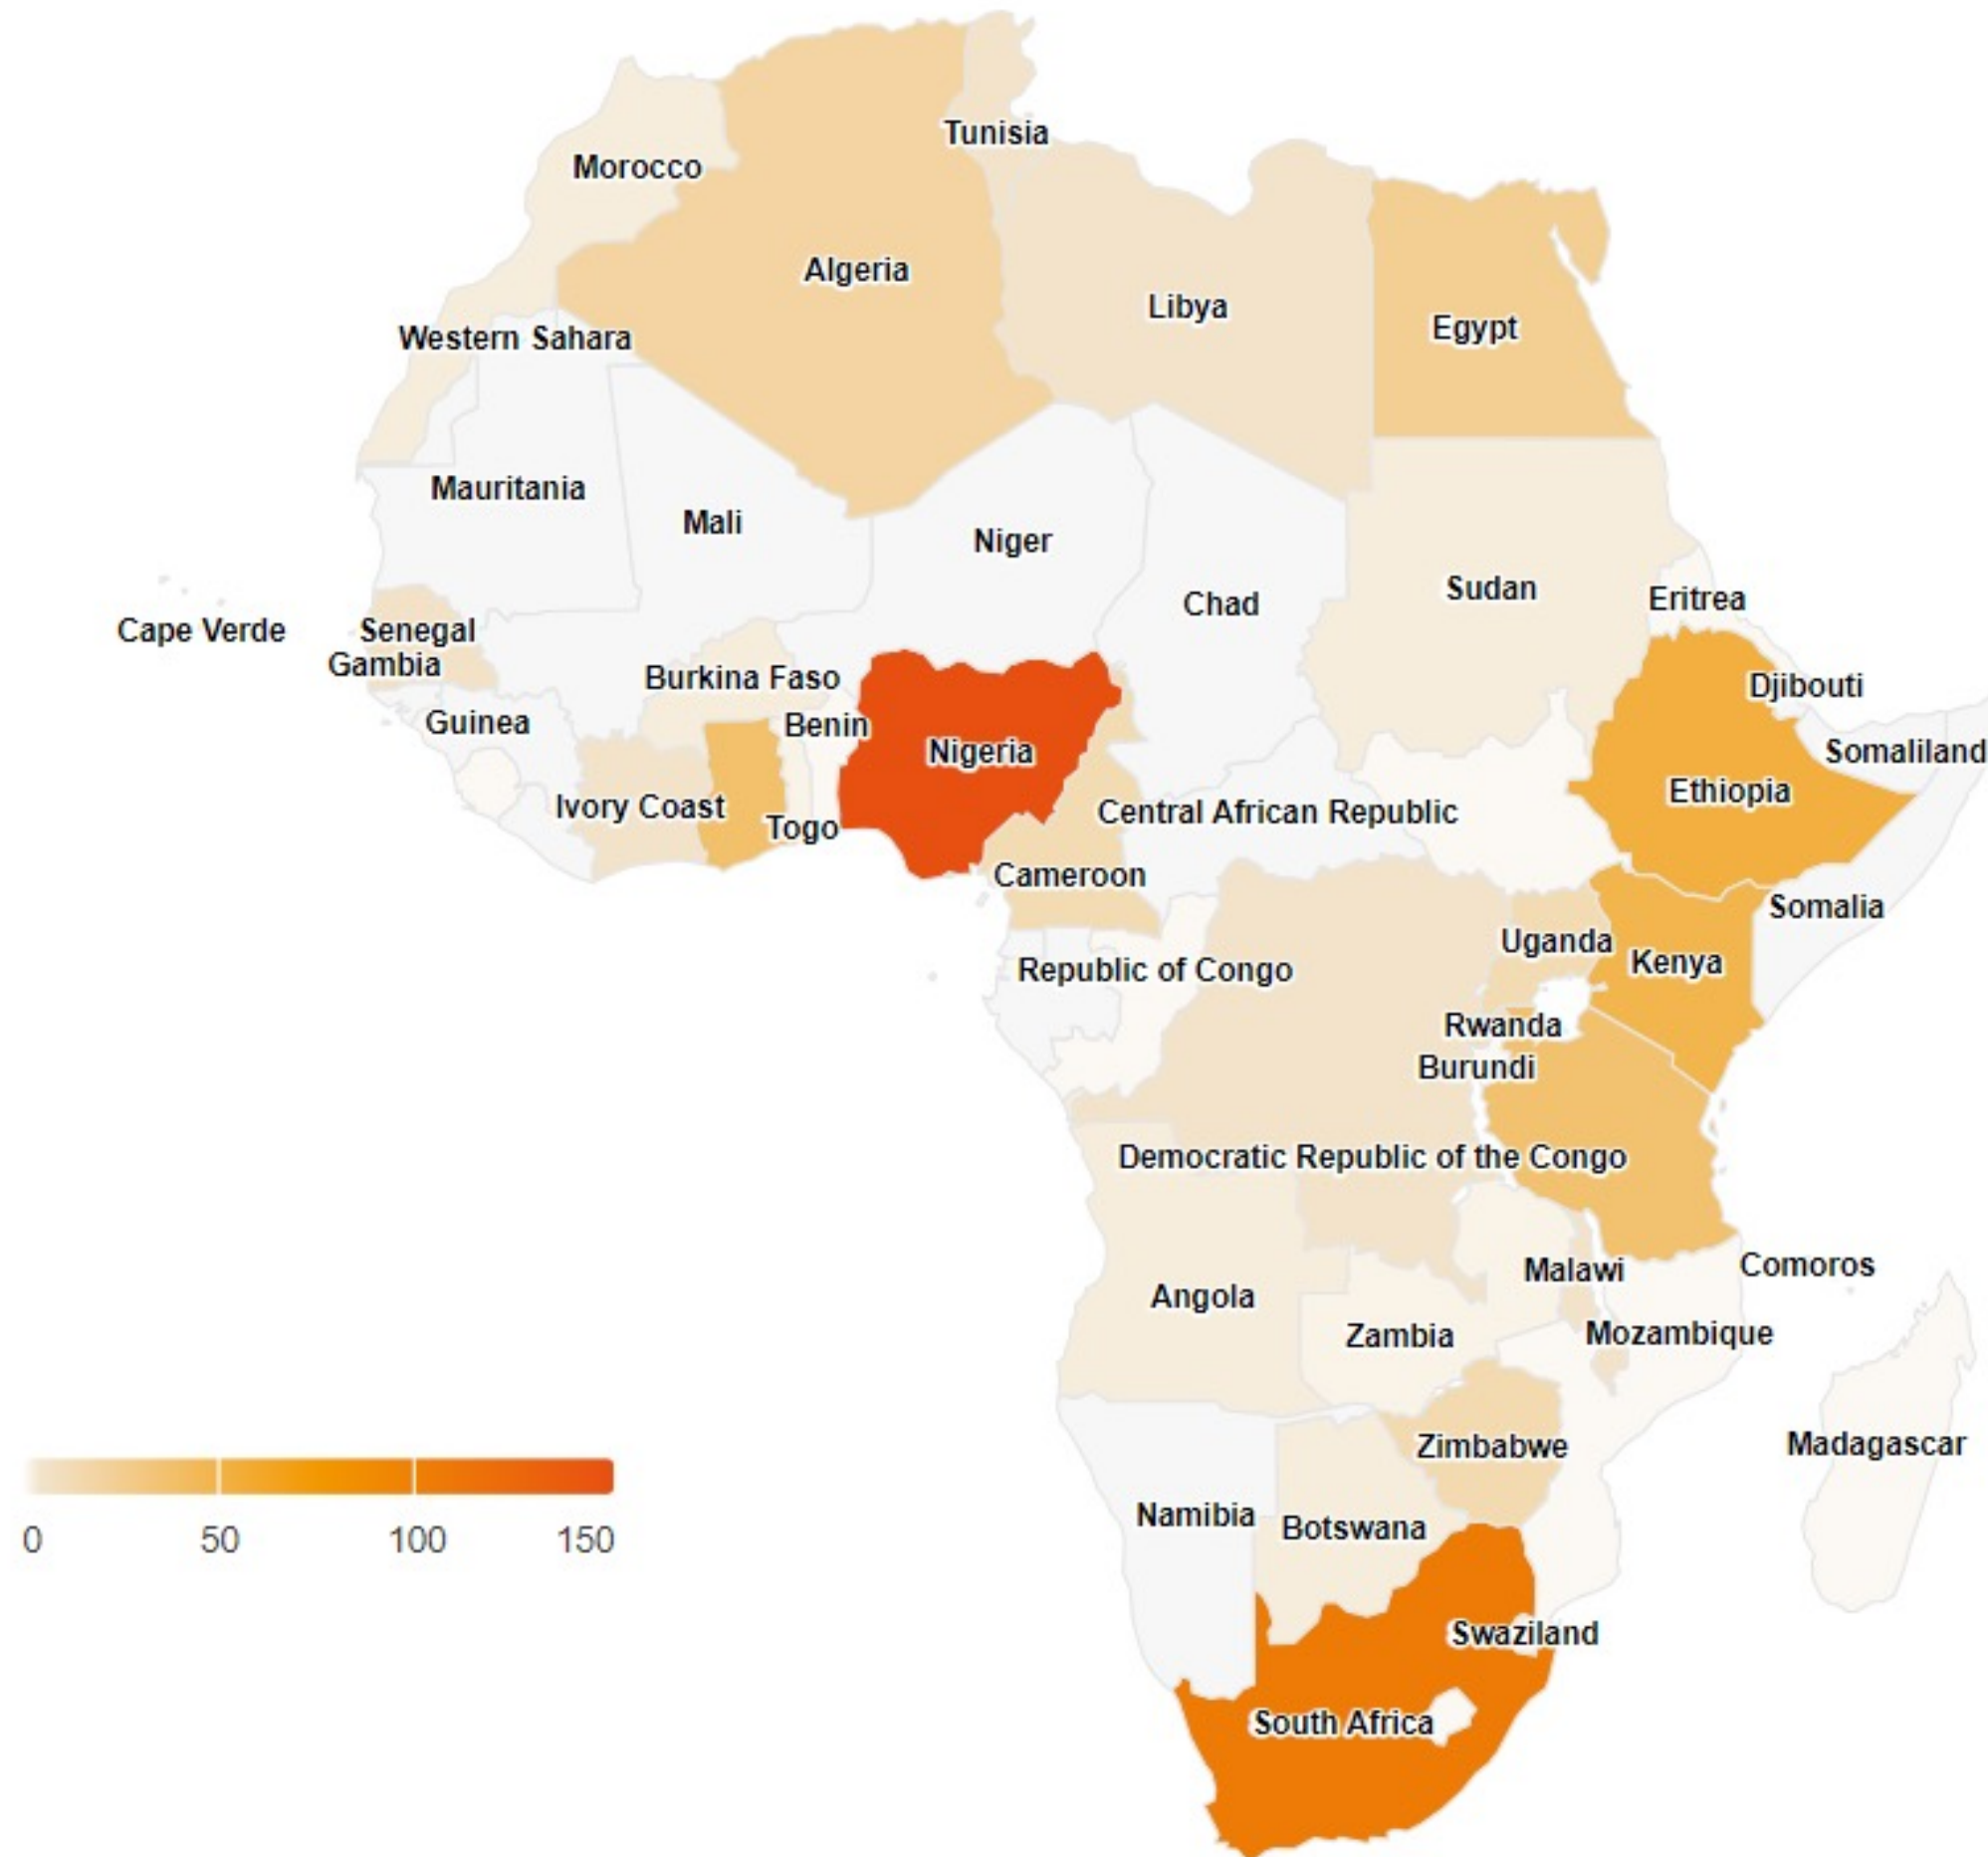 Tunisia
Morocco
Algeria
Libya
Egypt
Western Sahara
Mauritania
Mali
Niger
Chad
Sudan
Eritrea
Cape Verde
Senegal
Gambia
Burkina Faso
Djibouti
Guinea
Benin
Nigeria
Somaliland
Ethiopia
Ivory Coast
Togo
Central African Republic
Cameroon
Somalia
Uganda
Kenya
Republic of Congo
Rwanda
Burundi
Democratic Republic of the Congo
Angola
Malawi
Comoros
Zambia
Mozambique
Zimbabwe
Madagascar
Namibia
Botswana
0 50 100 150
Swaziland
South Africa